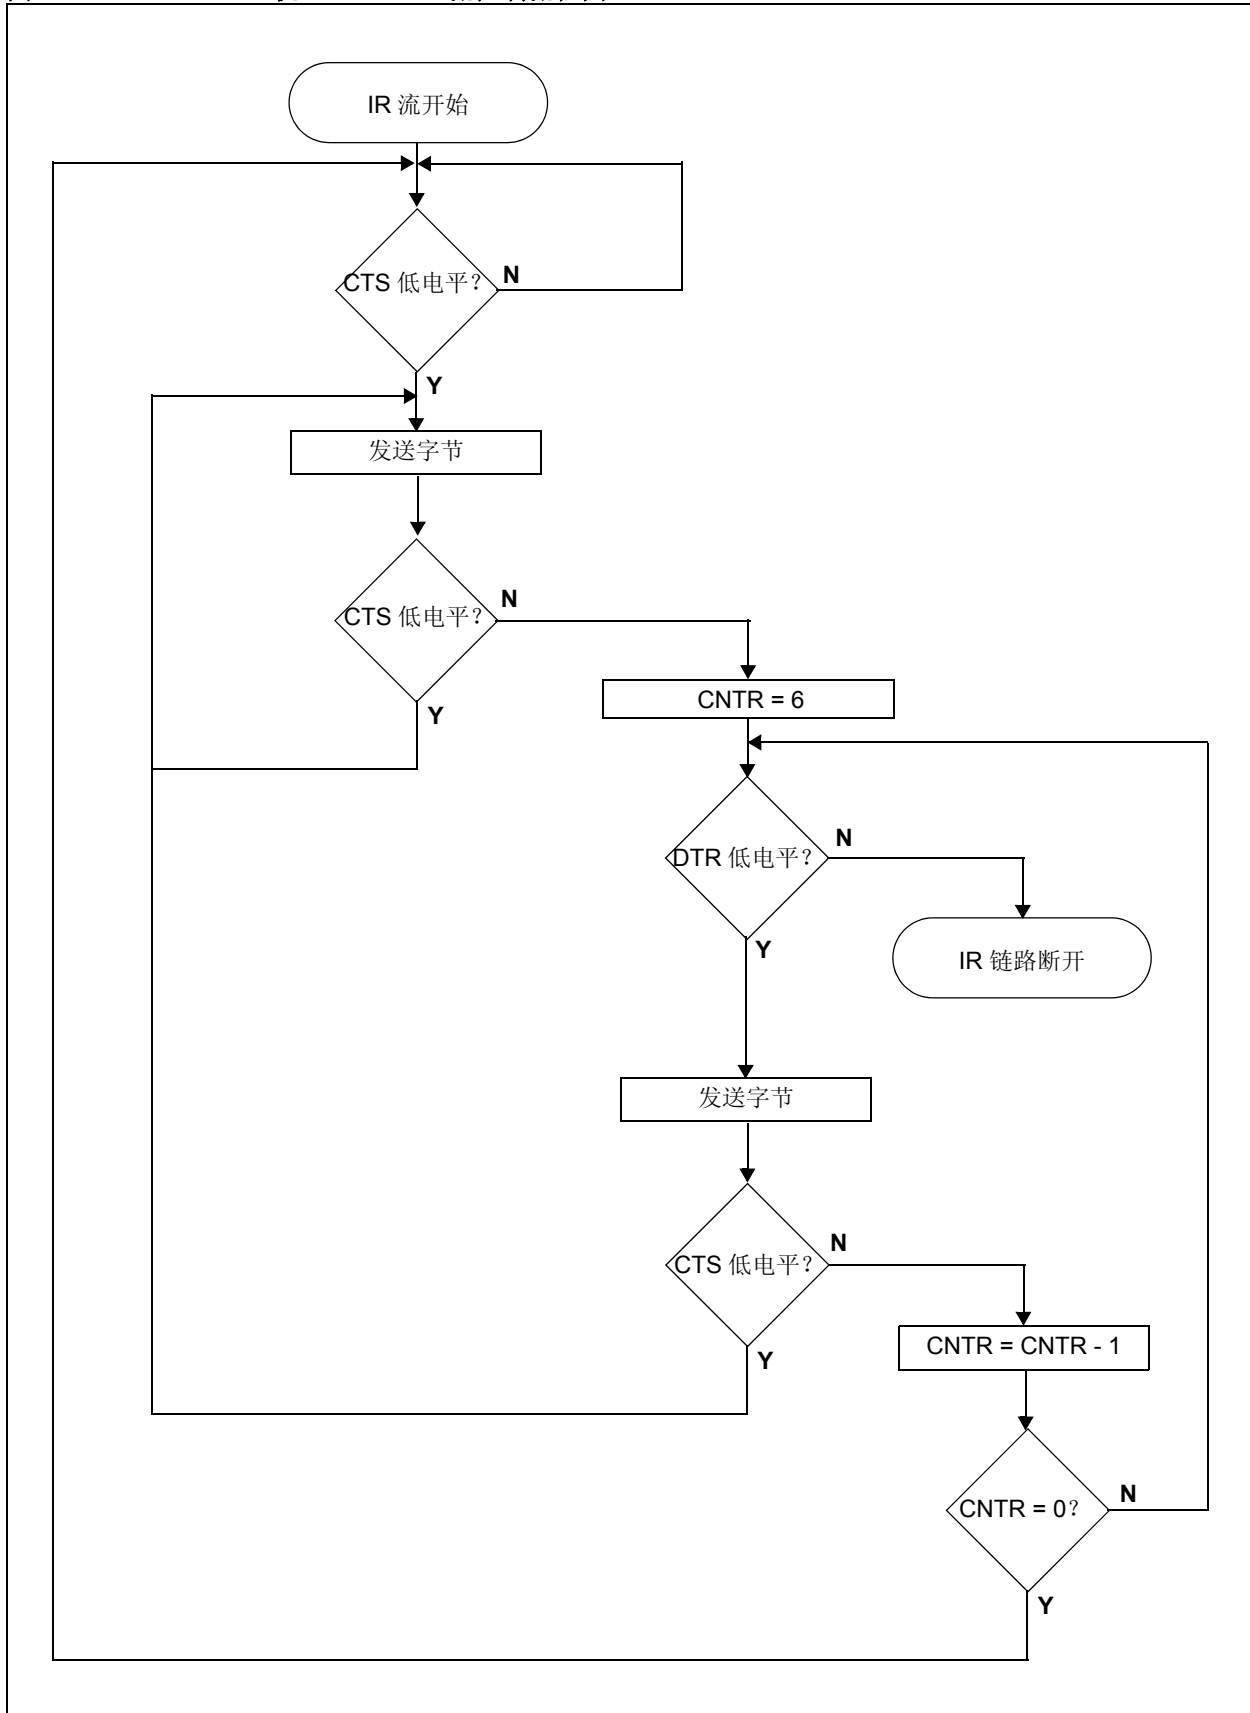 IR 流开始
CTS 低电平？
N
Y
发送字节
CTS 低电平？
N
Y
CNTR = 6
DTR 低电平？
N
Y
IR 链路断开
发送字节
CTS 低电平？
N
Y
CNTR = CNTR - 1
CNTR = 0？
N
Y